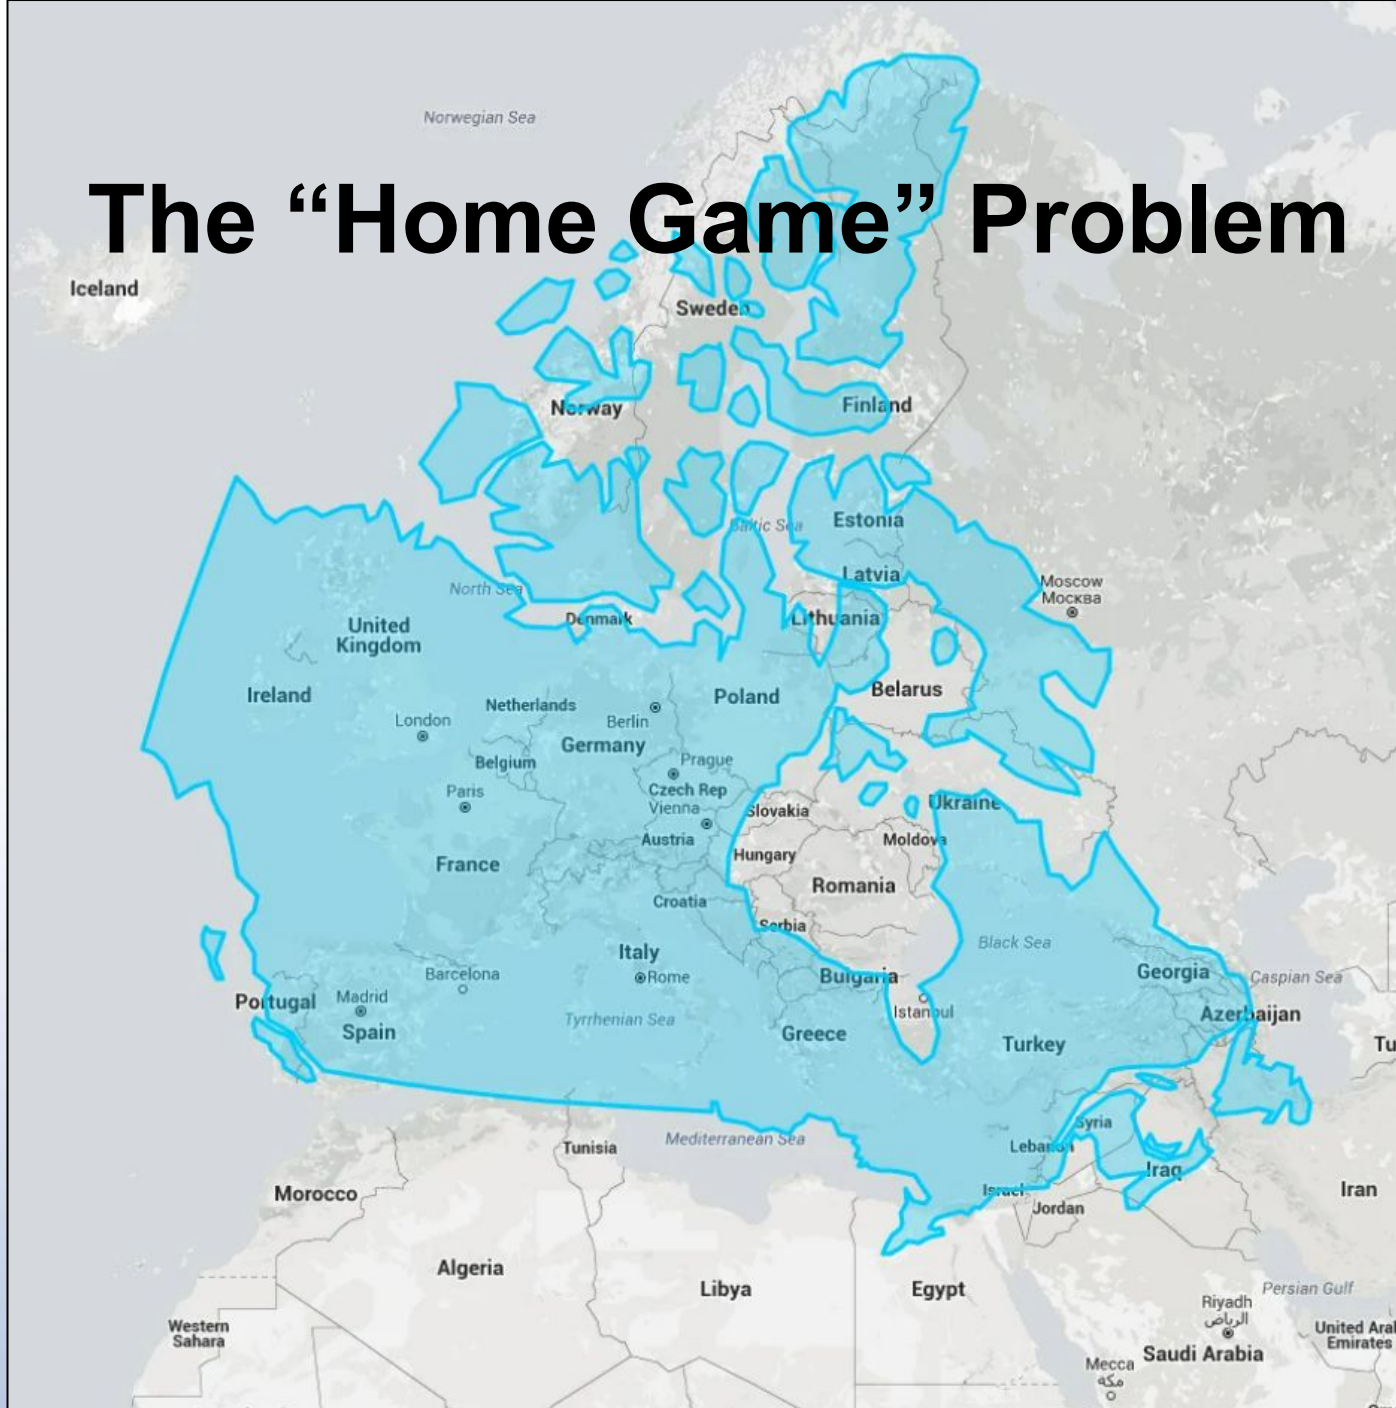 Norwegian Sea
The “Home Game” Problem
Iceland
Sweden
Norway
Finland
Baltic Sea
Estonia
Latvia
Moscow
Москва
North Sea
Denmark
Lithuania
United
Kingdom
Ireland
Netherlands
Poland
Belarus
London
Berlin
Germany
Belgium
Prague
Paris
Czech Rep
Vienna
Slovakia
Ukraine
Austria
Moldova
Hungary
France
Romania
Croatia
Serbia
Black Sea
Italy
Barcelona
Rome
Bulgaria
Georgia
Caspian Sea
Portugal
Madrid
Istanbul
Azerbaijan
Tyrrhenian Sea
Spain
Greece
Turkey
Tu
Syria
Mediterranean Sea
Tunisia
Lebanon
Iraq
Morocco
Israel
Iran
Jordan
Algeria
Libya
Egypt
Persian Gulf
Riyadh
الرياض
Western
Sahara
United Arab
Emirates
Saudi Arabia
Mecca
مكة